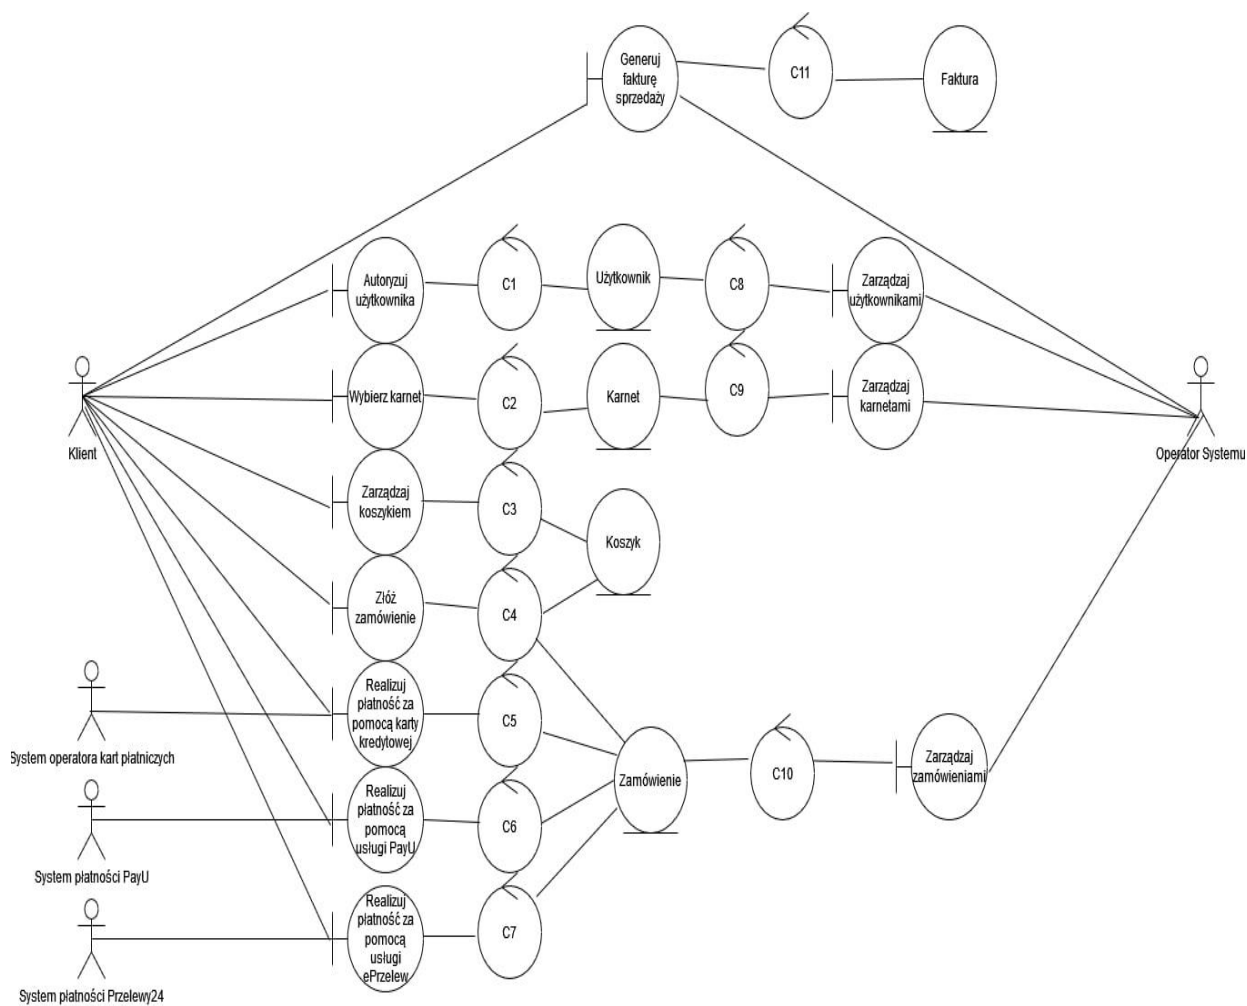 Generuj
fakturę
sprzedaży
C11
Faktura
Autoryzuj
użytkownika
C1
Użytkownik
C8
Zarządzaj
użytkownikami
Klient
Wybierz karnet
C2
Karnet
C9
Zarządzaj
karnetami
Operator Systemu
Zarządzaj
koszykiem
C3
Koszyk
Złóż
zamówienie
C4
System operatora kart płatniczych
Realizuj
płatność za
pomocą karty
kredytowej
C5
Zamówienie
C10
Zarządzaj
zamówieniami
System płatności PayU
Realizuj
płatność za
pomocą
usługi PayU
C6
System płatności Przelewy24
Realizuj
płatność za
pomocą
usługi
ePrzelew
C7